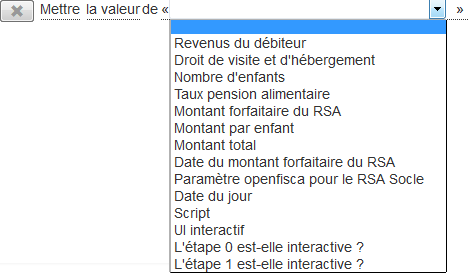 Mettre la valeur de « »
Revenus du débiteur
Droit de visite et d'hébergement
Nombre d'enfants
Taux pension alimentaire
Montant forfaitaire du RSA
Montant par enfant
Montant total
Date du montant forfaitaire du RSA
Paramètre openfisca pour le RSA Socle
Date du jour
Script
UI interactif
L'étape 0 est-elle interactive ?
L'étape 1 est-elle interactive ?